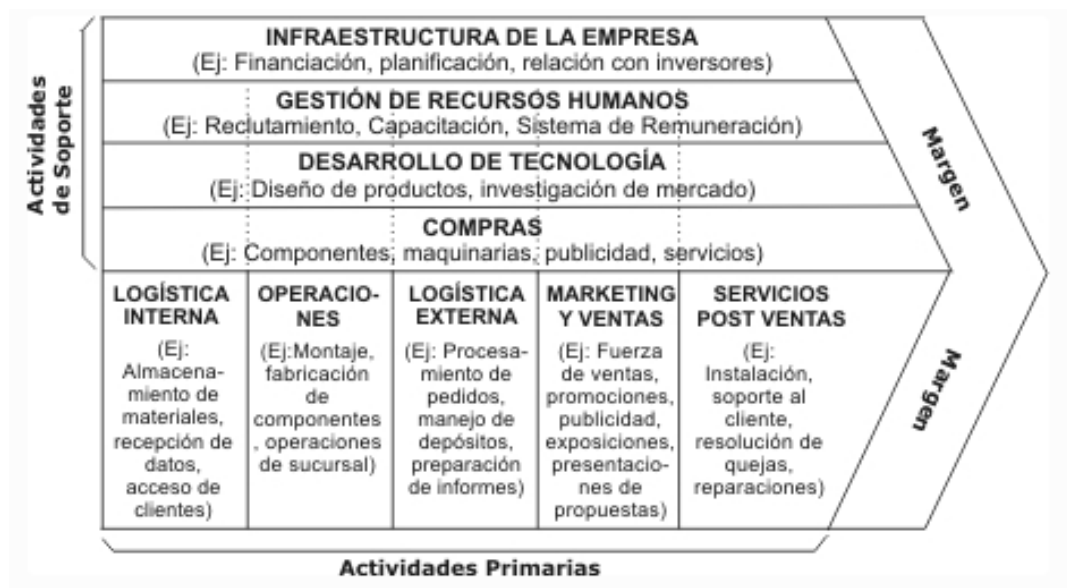 INFRAESTRUCTURA DE LA EMPRESA
(Ej: Financiación, planificación, relación con inversores)
GESTIÓN DE RECURSOS HUMANOS
(Ej: Reclutamiento, Capacitación, Sistema de Remuneración)
DESARROLLO DE TECNOLOGÍA
(Ej: Diseño de productos, investigación de mercado)
COMPRAS
(Ej: Componentes, maquinarias, publicidad, servicios)
Actividades
de Soporte
Margen
LOGÍSTICA
INTERNA
(Ej:
Almacena-
miento de
materiales,
recepción de
datos,
acceso de
clientes)
OPERACIO-
NES
(Ej:Montaje,
fabricación
de
componentes
, operaciones
de sucursal)
LOGÍSTICA
EXTERNA
(Ej: Procesa-
miento de
pedidos,
manejo de
depósitos,
preparación
de informes)
MARKETING
Y VENTAS
(Ej: Fuerza
de ventas,
promociones,
publicidad,
exposiciones,
presentacio-
nes de
propuestas)
SERVICIOS
POST VENTAS
(Ej:
Instalación,
soporte al
cliente,
resolución de
quejas,
reparaciones)
Margen
Actividades Primarias